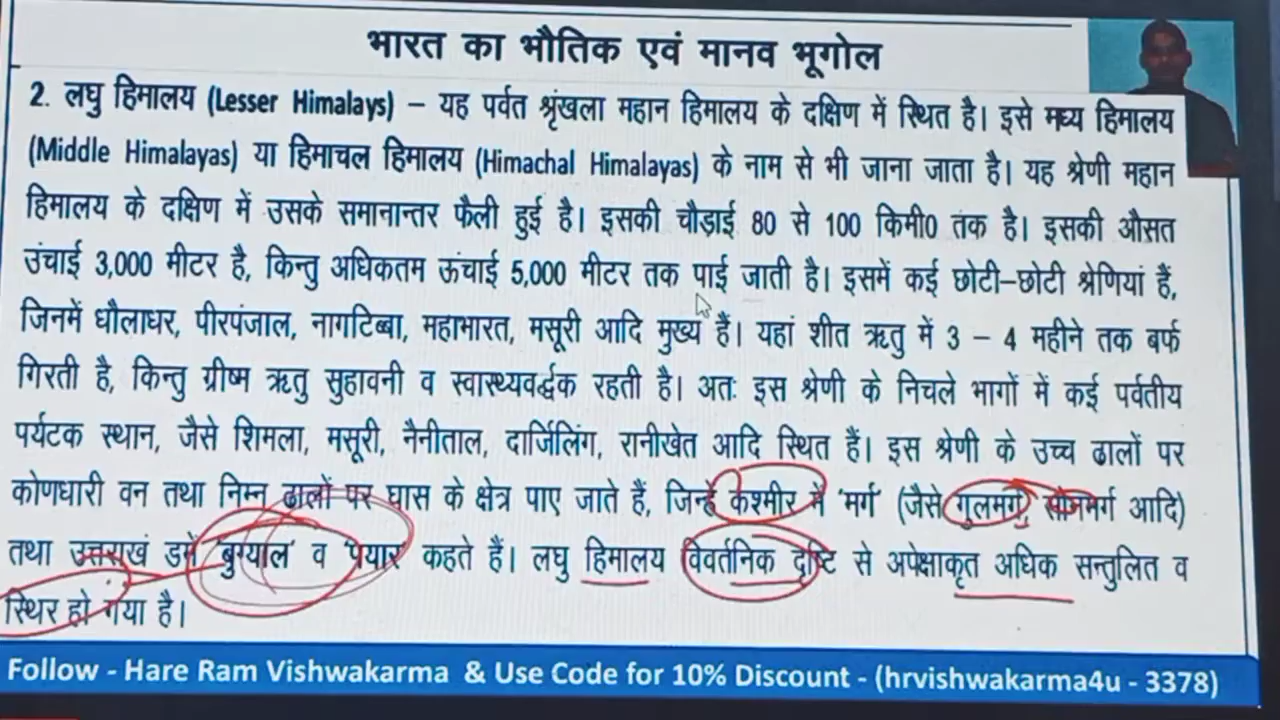 भारत का भौतिक एवं मानव भूगोल
2. लघु हिमालय (Lesser Himalays) – यह पर्वत श्रृंखला महान हिमालय के दक्षिण में स्थित है। इसे मध्य हिमालय
(Middle Himalayas) या हिमाचल हिमालय (Himachal Himalayas) के नाम से भी जाना जाता है। यह श्रेणी महान
हिमालय के दक्षिण में उसके समानान्तर फैली हुई है। इसकी चौड़ाई 80 से 100 किमी0 तक है। इसकी औसत
उंचाई 3,000 मीटर है, किन्तु अधिकतम ऊंचाई 5,000 मीटर तक पाई जाती है। इसमें कई छोटी–छोटी श्रेणियां हैं,
जिनमें धौलाधर, पीरपंजाल, नागटिब्बा, महाभारत, मसूरी आदि मुख्य हैं। यहां शीत ऋतु में 3 – 4 महीने तक बर्फ
गिरती है, किन्तु ग्रीष्म ऋतु सुहावनी व स्वास्थ्यवर्द्धक रहती है। अतः इस श्रेणी के निचले भागों में कई पर्वतीय
पर्यटक स्थान, जैसे शिमला, मसूरी, नैनीताल, दार्जिलिंग, रानीखेत आदि स्थित हैं। इस श्रेणी के उच्च ढालों पर
कोणधारी वन तथा निम्न ढालों पर घास के क्षेत्र पाए जाते हैं, जिन्हें कश्मीर में 'मर्ग' (जैसे गुलमर्ग, सोनमर्ग आदि)
तथा उत्तराखं डमें 'बुग्याल' व 'पयार' कहते हैं। लघु हिमालय विवर्तनिक दृष्टि से अपेक्षाकृत अधिक सन्तुलित व
स्थिर हो गया है।
Follow - Hare Ram Vishwakarma & Use Code for 10% Discount - (hrvishwakarma4u - 3378)